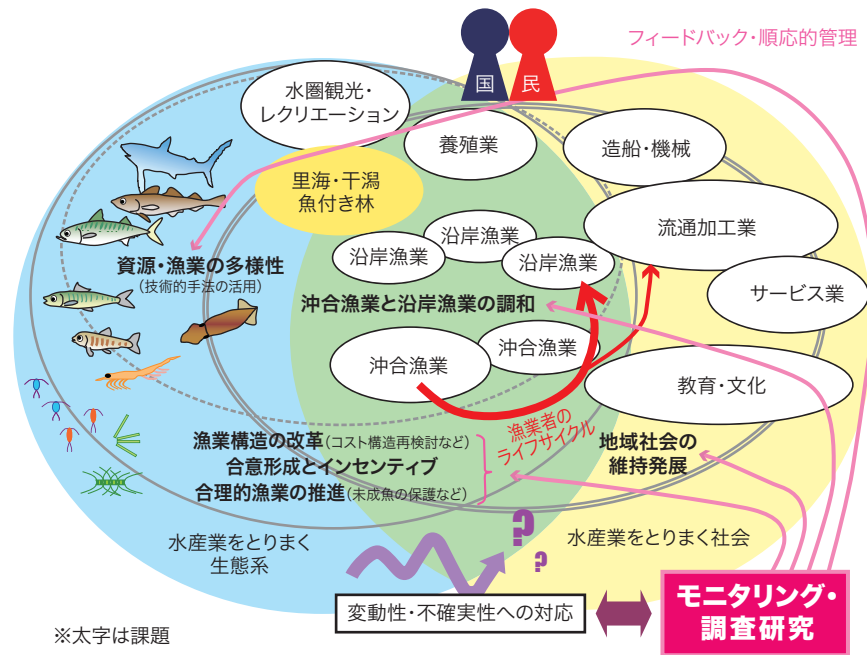 フィードバック・順応的管理
国 民
水圏観光・
レクリエーション
養殖業
造船・機械
里海・干潟
魚付き林
流通加工業
沿岸漁業
沿岸漁業
沿岸漁業
資源・漁業の多様性
(技術的手法の活用)
沖合漁業と沿岸漁業の調和
サービス業
沖合漁業
沖合漁業
教育・文化
漁業者の
ライフサイクル
漁業構造の改革(コスト構造再検討など)
合意形成とインセンティブ
合理的漁業の推進(未成魚の保護など)
地域社会の
維持発展
水産業をとりまく
生態系
?
?
水産業をとりまく社会
変動性・不確実性への対応
モニタリング・
調査研究
※太字は課題